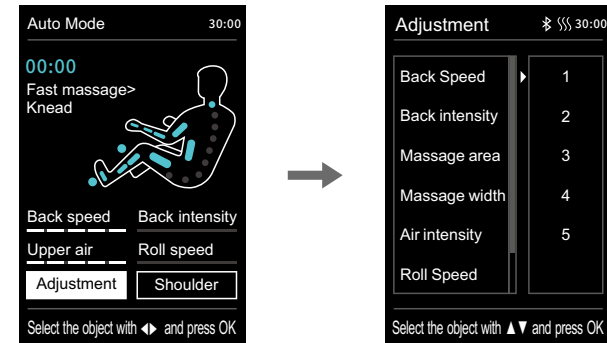 Auto Mode 30:00
00:00
Fast massage>
Knead
Back speed Back intensity
Upper air Roll speed
Adjustment Shoulder
Select the object with ◀▶ and press OK
Adjustment 30:00
Back Speed 1
Back intensity 2
Massage area 3
Massage width 4
Air intensity 5
Roll Speed
Select the object with ▲▼ and press OK